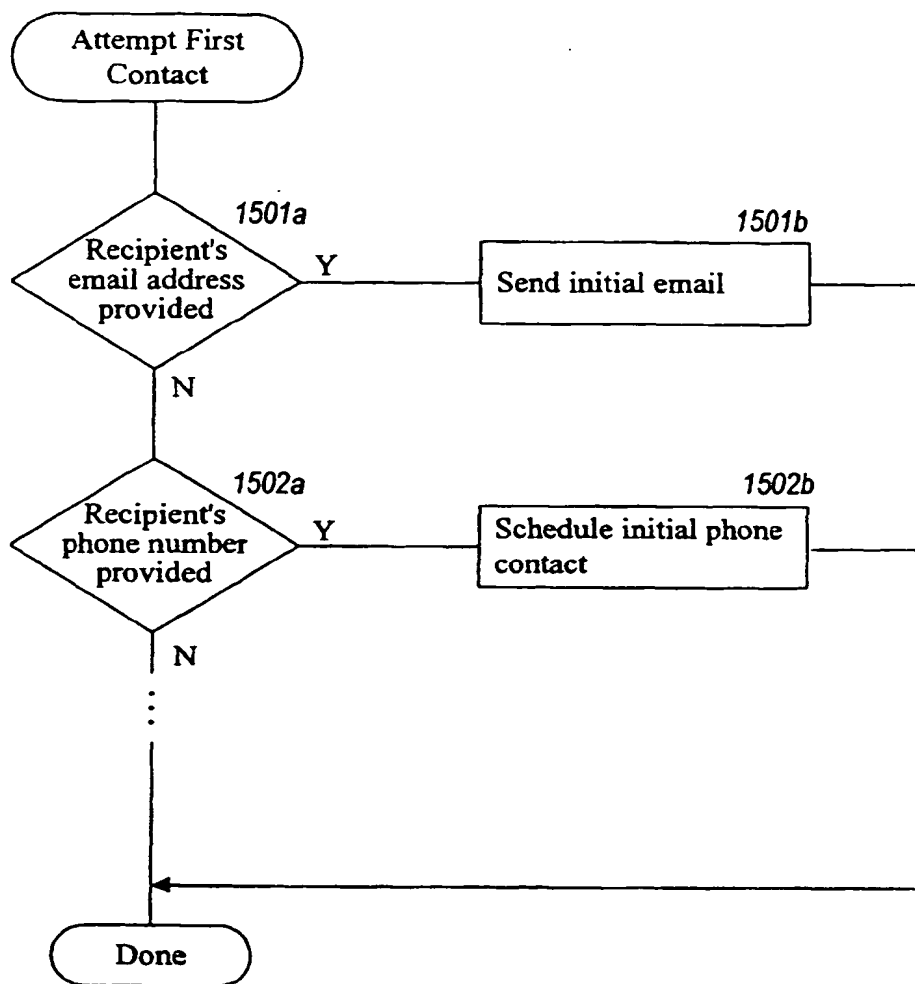 Attempt First
Contact
1501a
Recipient's
email address
provided
Y
1501b
Send initial email
N
1502a
Recipient's
phone number
provided
Y
1502b
Schedule initial phone
contact
N
Done